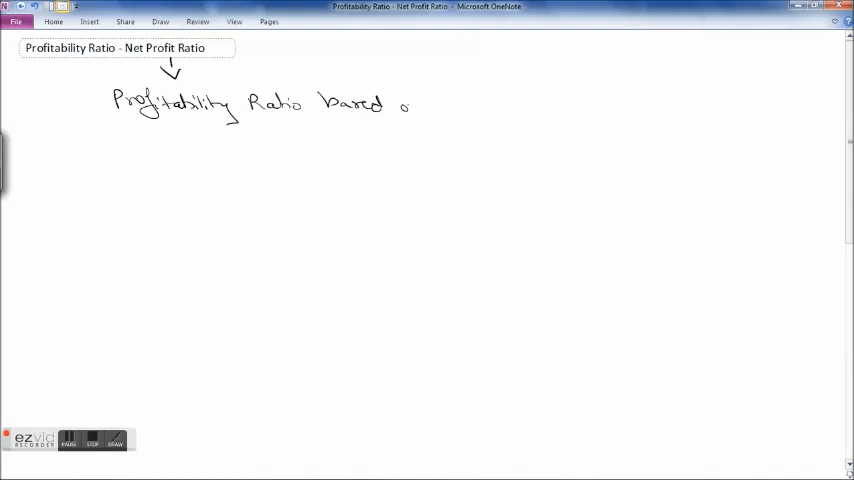 Profitability Ratio - Net Profit Ratio - Microsoft OneNote
File Home Insert Share Draw Review View Pages
Profitability Ratio - Net Profit Ratio
Profitability Ratio based o
ezvid
RECORDER
PAUSE STOP DRAW